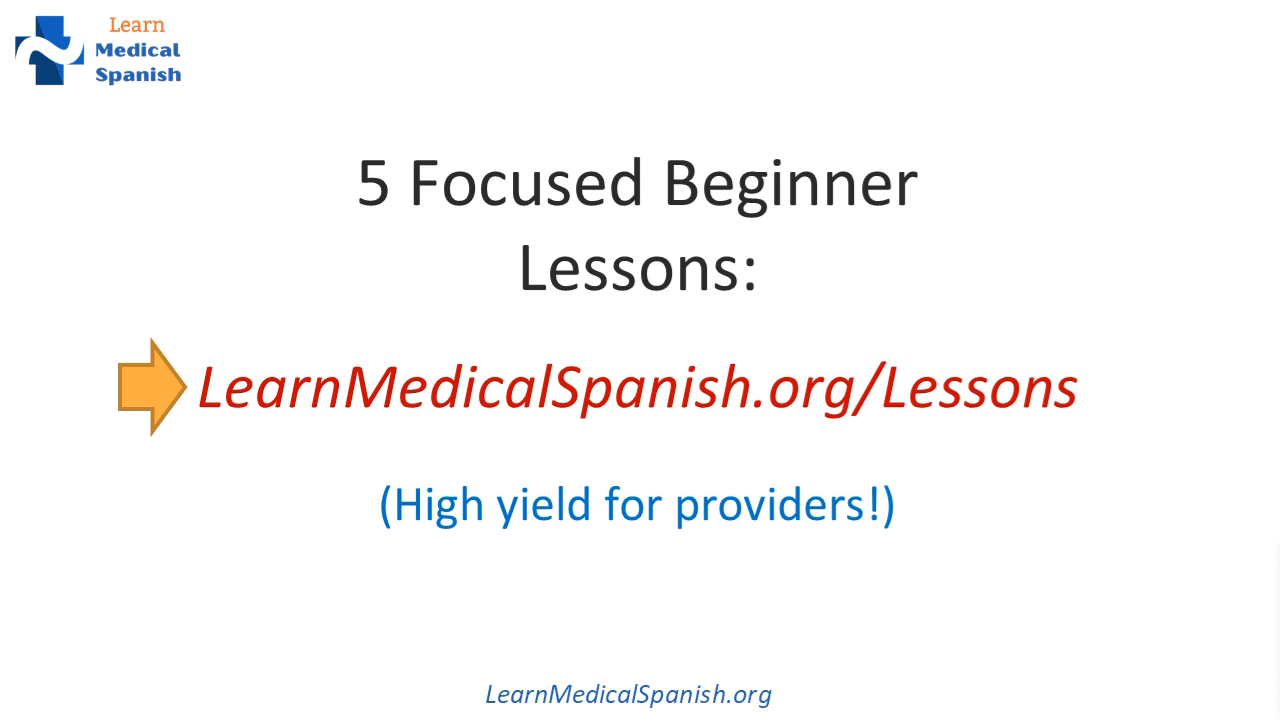 Learn
Medical
Spanish
5 Focused Beginner
Lessons:
LearnMedicalSpanish.org/Lessons
(High yield for providers!)
LearnMedicalSpanish.org